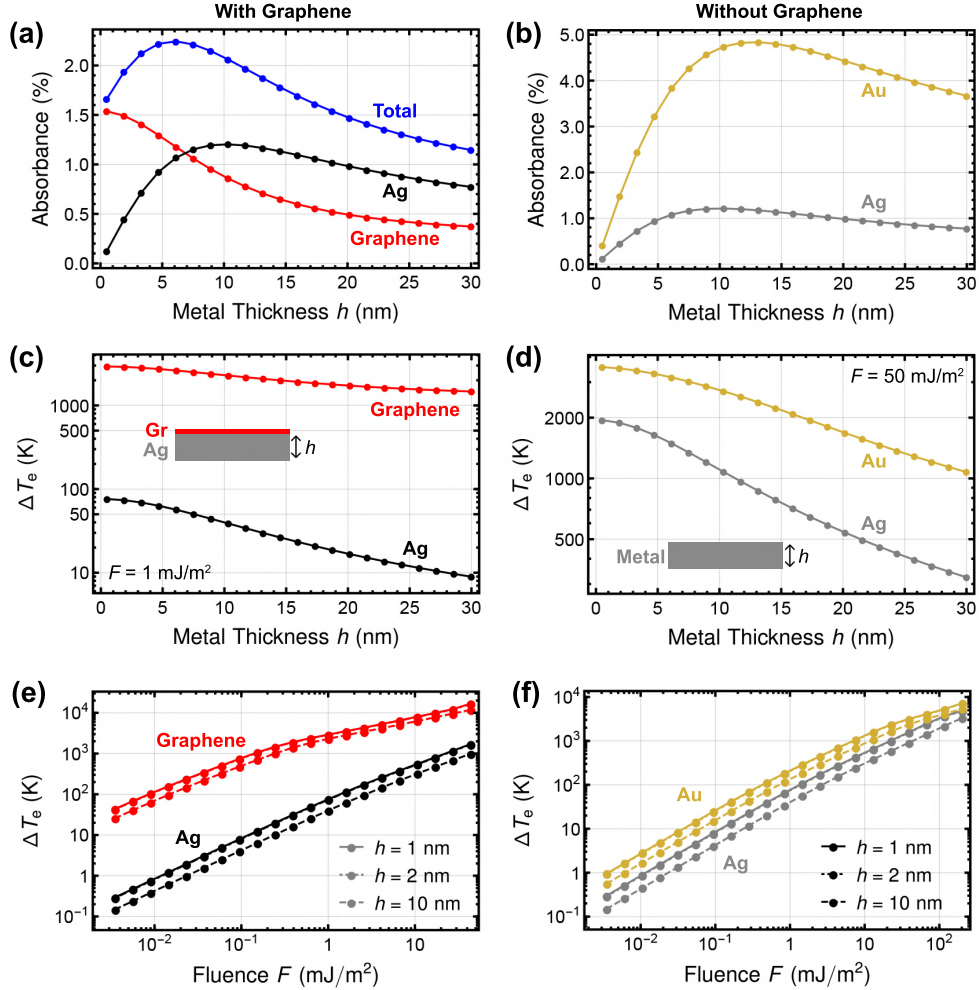 With Graphene
Without Graphene
(a)
Absorbance (%)
2.0
1.5
1.0
0.5
0.0
Total
Ag
Graphene
0 5 10 15 20 25 30
Metal Thickness h (nm)
(b)
Absorbance (%)
5.0
4.0
3.0
2.0
1.0
0.0
Au
Ag
0 5 10 15 20 25 30
Metal Thickness h (nm)
(c)
Δ Te (K)
1000
500
100
50
10
Graphene
Gr
Ag
h
Ag
F = 1 mJ/m²
0 5 10 15 20 25 30
Metal Thickness h (nm)
(d)
Δ Te (K)
2000
1000
500
F = 50 mJ/m²
Au
Ag
Metal
h
0 5 10 15 20 25 30
Metal Thickness h (nm)
(e)
Δ Te (K)
10⁴
10³
10²
10
1
10⁻¹
Graphene
Ag
h = 1 nm
h = 2 nm
h = 10 nm
10⁻² 10⁻¹ 1 10
Fluence F (mJ/m²)
(f)
Δ Te (K)
10⁴
10³
10²
10
1
10⁻¹
Au
Ag
h = 1 nm
h = 2 nm
h = 10 nm
10⁻² 10⁻¹ 1 10 10²
Fluence F (mJ/m²)